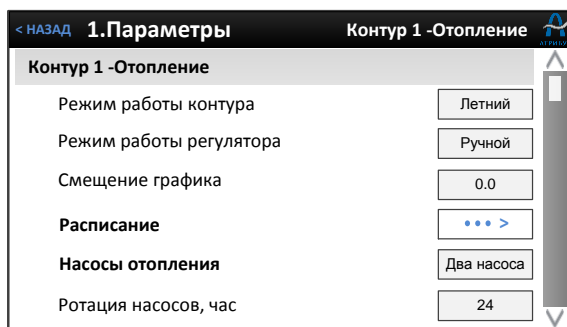 < НАЗАД 1.Параметры Контур 1 -Отопление
АТРИБУТ
Контур 1 -Отопление
Режим работы контура Летний
Режим работы регулятора Ручной
Смещение графика 0.0
Расписание ••• >
Насосы отопления Два насоса
Ротация насосов, час 24